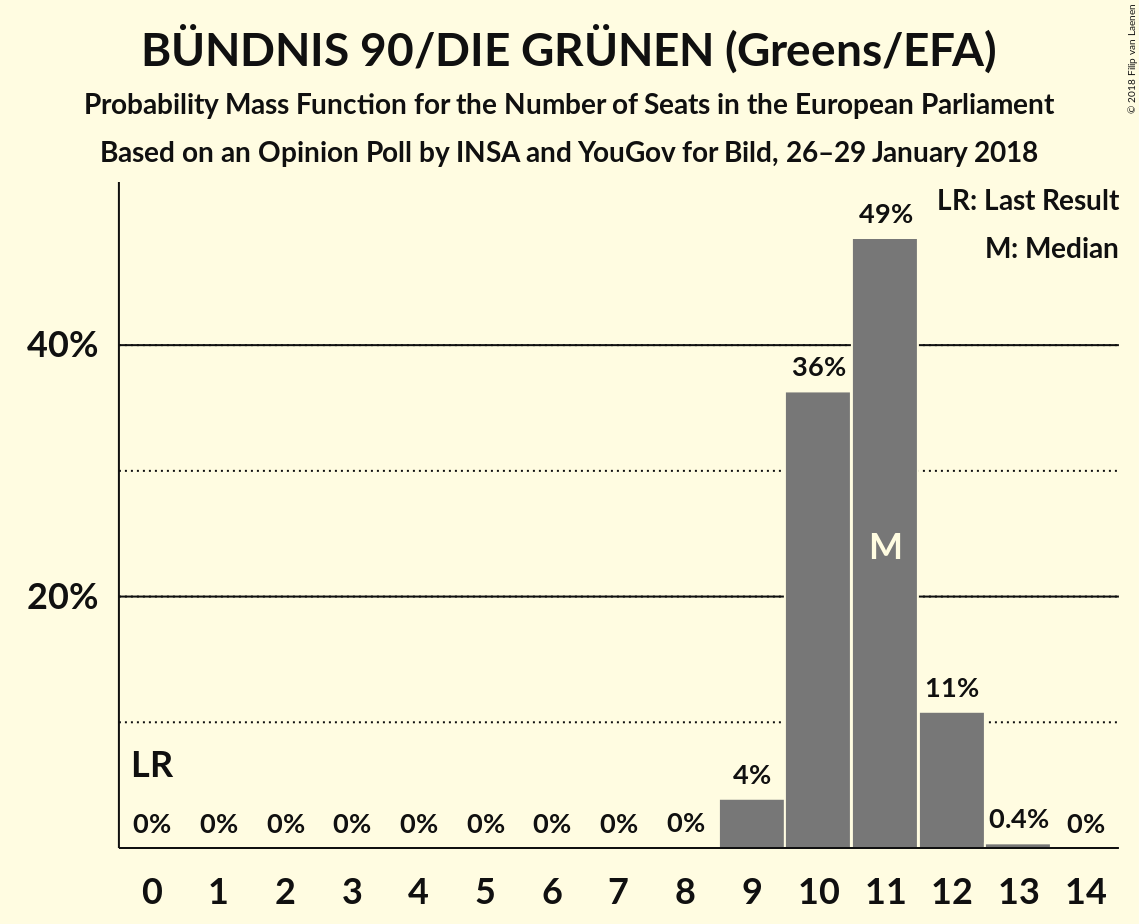 BÜNDNIS 90/DIE GRÜNEN (Greens/EFA)
Probability Mass Function for the Number of Seats in the European Parliament
Based on an Opinion Poll by INSA and YouGov for Bild, 26–29 January 2018
© 2018 Filip van Laenen
LR: Last Result
M: Median
49%
40%
36%
M
20%
11%
LR
4%
0% 0% 0% 0% 0% 0% 0% 0% 0% 0.4% 0%
0 1 2 3 4 5 6 7 8 9 10 11 12 13 14